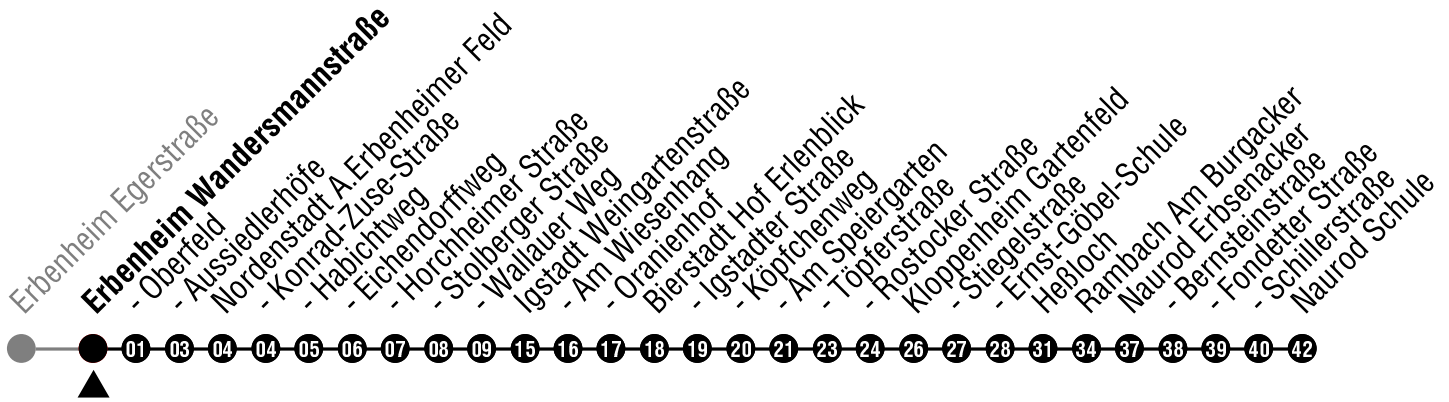 Erbenheim Egerstraße
Erbenheim Wandersmannstraße
- Oberfeld
- Aussiedlerhöfe
Nordenstadt A.Erbenheimer Feld
- Konrad-Zuse-Straße
- Habichtweg
- Eichendorffweg
- Horchheimer Straße
- Stolberger Straße
- Wallauer Weg
Igstadt Weingartenstraße
- Am Wiesenhang
- Oranienhof
Bierstadt Hof Erlenblick
- Igstadter Straße
- Köpfchenweg
- Am Speiergarten
- Töpferstraße
- Rostocker Straße
Kloppenheim Gartenfeld
- Stiegelstraße
- Ernst-Göbel-Schule
Heßloch
Rambach Am Burgacker
Naurod Erbsenacker
- Bernsteinstraße
- Fondetter Straße
- Schillerstraße
Naurod Schule
01 03 04 04 05 06 07 08 09 15 16 17 18 19 20 21 23 24 26 27 28 31 34 37 38 39 40 42